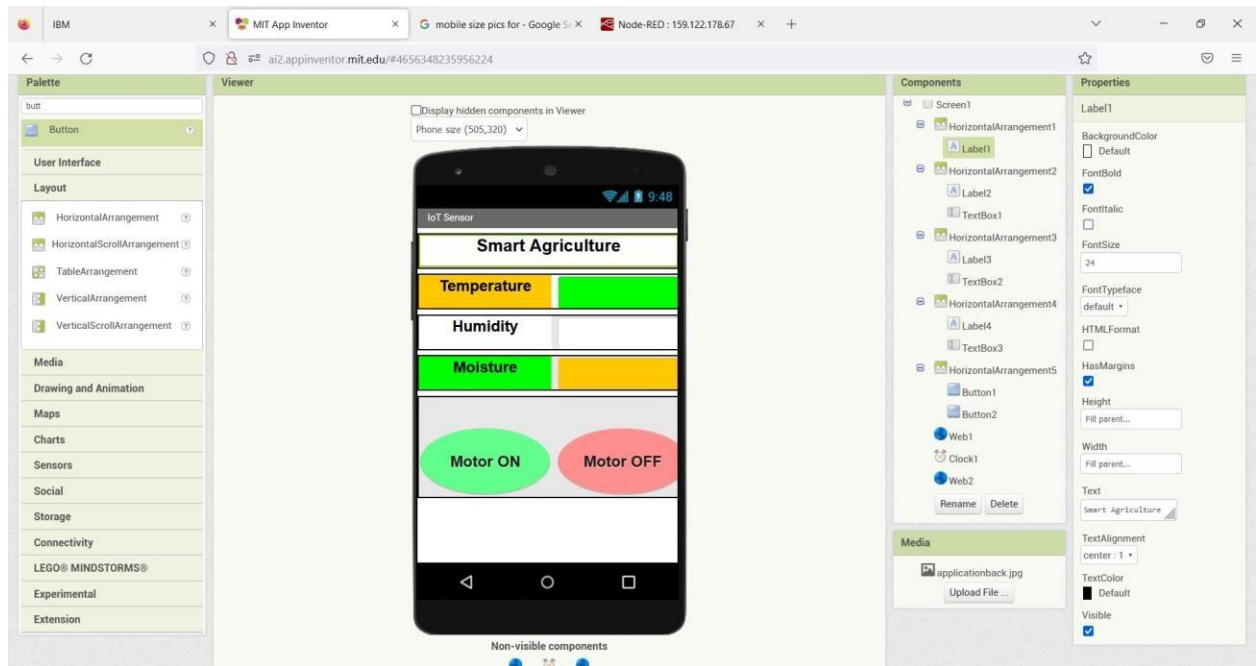 IBM
MIT App Inventor
mobile size pics for - Google Se
Node-RED : 159.122.178.67
ai2.appinventor.mit.edu/#4656348235956224
Palette
butt
Button
User Interface
Layout
HorizontalArrangement
HorizontalScrollArrangement
TableArrangement
VerticalArrangement
VerticalScrollArrangement
Media
Drawing and Animation
Maps
Charts
Sensors
Social
Storage
Connectivity
LEGO® MINDSTORMS®
Experimental
Extension
Viewer
Display hidden components in Viewer
Phone size (505,320)
9:48
IoT Sensor
Smart Agriculture
Temperature
Humidity
Moisture
Motor ON Motor OFF
Non-visible components
Components
Screen1
HorizontalArrangement1
Label1
HorizontalArrangement2
Label2
TextBox1
HorizontalArrangement3
Label3
TextBox2
HorizontalArrangement4
Label4
TextBox3
HorizontalArrangement5
Button1
Button2
Web1
Clock1
Web2
Rename Delete
Media
applicationback.jpg
Upload File ...
Properties
Label1
BackgroundColor
Default
FontBold
FontItalic
FontSize
24
FontTypeface
default
HTMLFormat
HasMargins
Height
Fill parent...
Width
Fill parent...
Text
Smart Agriculture
TextAlignment
center : 1
TextColor
Default
Visible